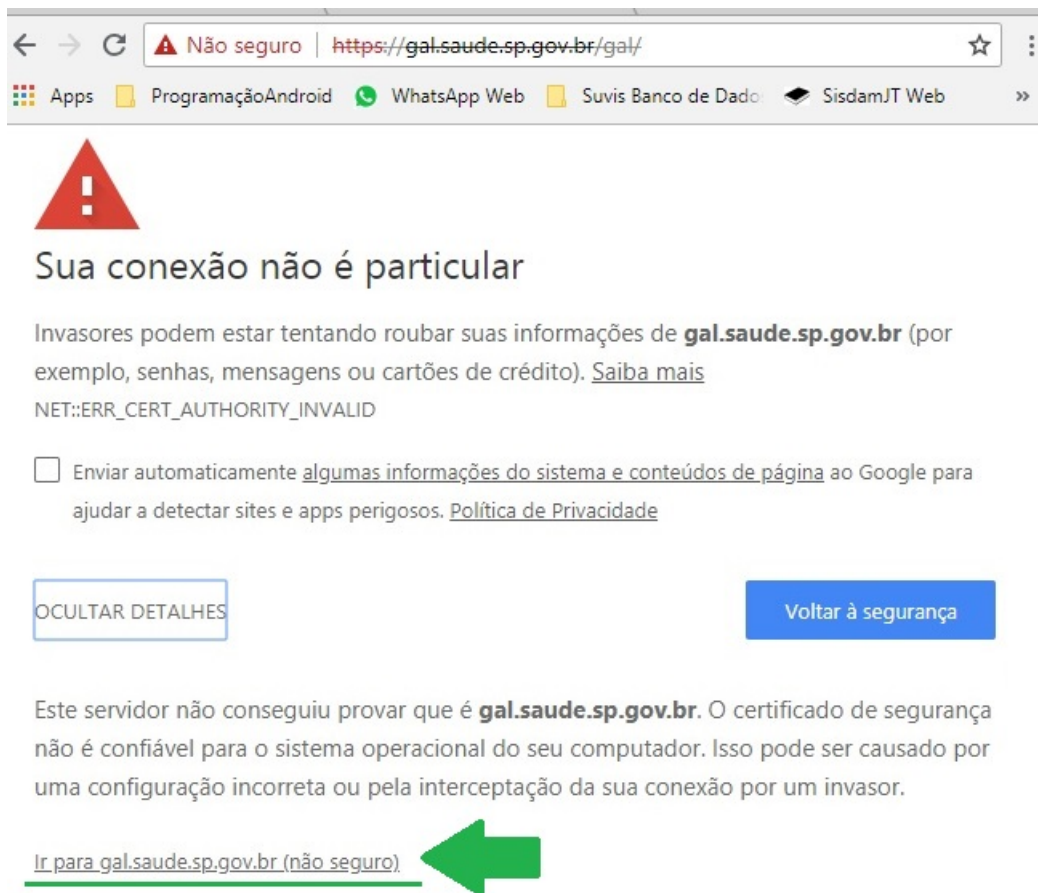 Não seguro | https://gal.saude.sp.gov.br/gal/
Apps ProgramaçãoAndroid WhatsApp Web Suvis Banco de Dado SisdamJT Web »
Sua conexão não é particular
Invasores podem estar tentando roubar suas informações de gal.saude.sp.gov.br (por
exemplo, senhas, mensagens ou cartões de crédito). Saiba mais
NET::ERR_CERT_AUTHORITY_INVALID
Enviar automaticamente algumas informações do sistema e conteúdos de página ao Google para
ajudar a detectar sites e apps perigosos. Política de Privacidade
OCULTAR DETALHES Voltar à segurança
Este servidor não conseguiu provar que é gal.saude.sp.gov.br. O certificado de segurança
não é confiável para o sistema operacional do seu computador. Isso pode ser causado por
uma configuração incorreta ou pela interceptação da sua conexão por um invasor.
Ir para gal.saude.sp.gov.br (não seguro)